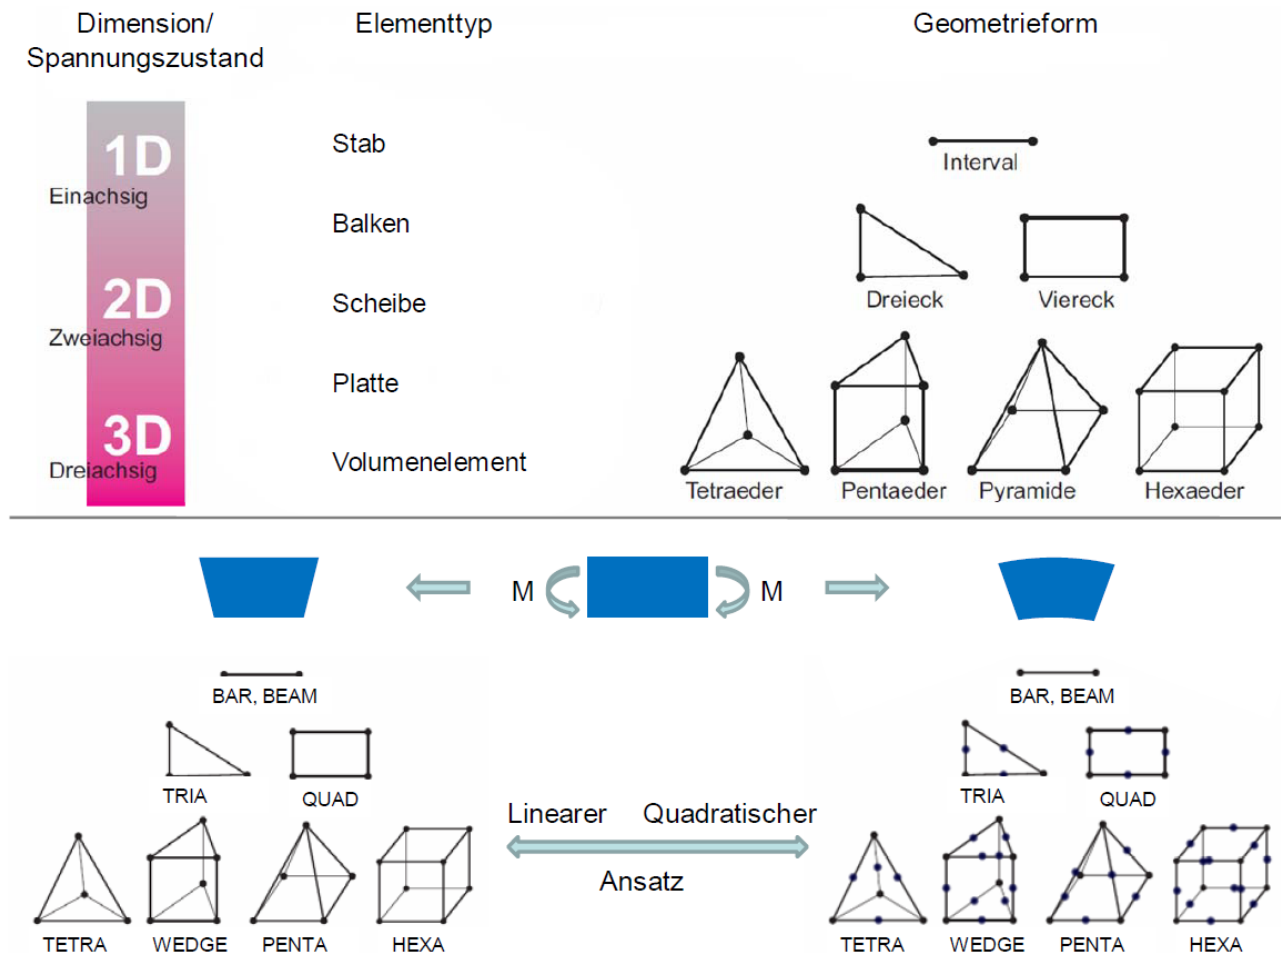 Dimension/
Spannungszustand
Elementtyp
Geometrieform
1D
Einachsig
2D
Zweiachsig
3D
Dreiachsig
Stab
Balken
Scheibe
Platte
Volumenelement
Interval
Dreieck
Viereck
Tetraeder
Pentaeder
Pyramide
Hexaeder
M
M
BAR, BEAM
TRIA
QUAD
TETRA
WEDGE
PENTA
HEXA
Linearer
Quadratischer
Ansatz
BAR, BEAM
TRIA
QUAD
TETRA
WEDGE
PENTA
HEXA